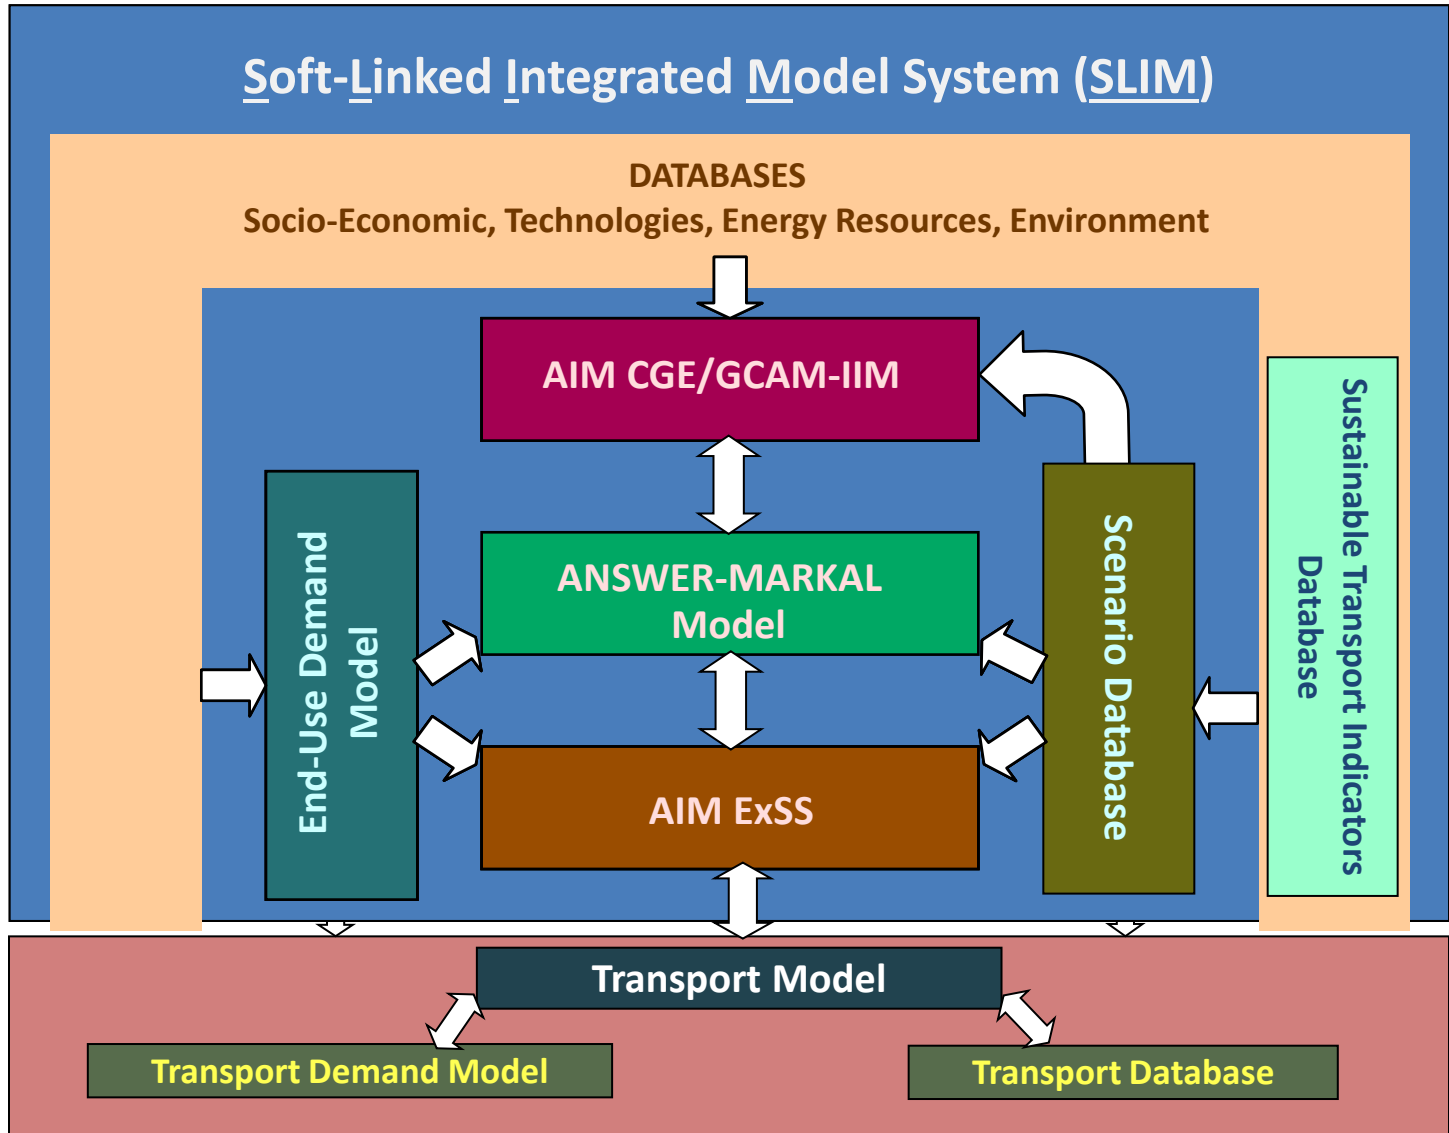 Soft-Linked Integrated Model System (SLIM)
DATABASES
Socio-Economic, Technologies, Energy Resources, Environment
AIM CGE/GCAM-IIM
End-Use Demand
Model
ANSWER-MARKAL
Model
Scenario Database
Sustainable Transport Indicators
Database
AIM ExSS
Transport Model
Transport Demand Model
Transport Database